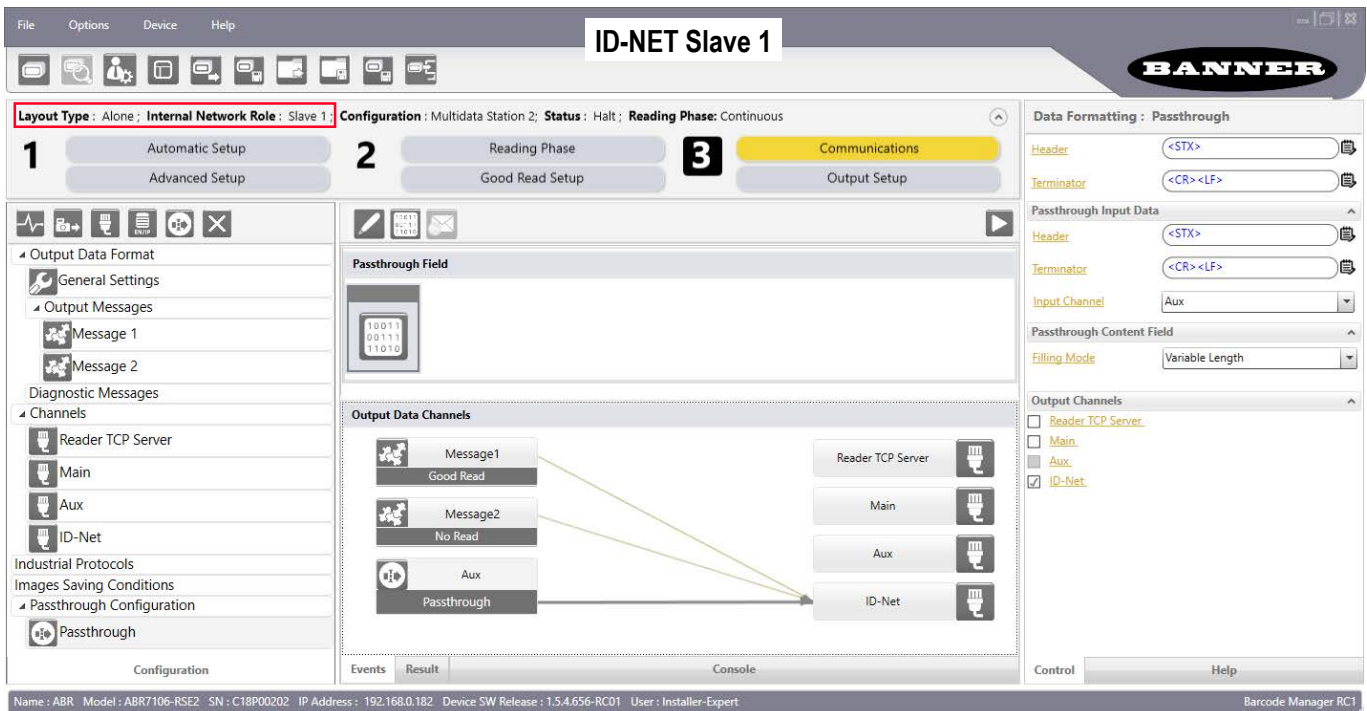 File Options Device Help
ID-NET Slave 1
BANNER
Layout Type : Alone ; Internal Network Role : Slave 1 ; Configuration : Multidata Station 2; Status : Halt ; Reading Phase: Continuous
1 Automatic Setup 2 Reading Phase 3 Communications
Advanced Setup Good Read Setup Output Setup
Output Data Format
General Settings
Output Messages
Message 1
Message 2
Diagnostic Messages
Channels
Reader TCP Server
Main
Aux
ID-Net
Industrial Protocols
Images Saving Conditions
Passthrough Configuration
Passthrough
Configuration
Passthrough Field
10011
00111
11010
Output Data Channels
Message1
Good Read
Message2
No Read
Aux
Passthrough
Reader TCP Server
Main
Aux
ID-Net
Events Result Console
Data Formatting : Passthrough
Header <STX>
Terminator <CR><LF>
Passthrough Input Data
Header <STX>
Terminator <CR><LF>
Input Channel Aux
Passthrough Content Field
Filling Mode Variable Length
Output Channels
Reader TCP Server
Main
Aux
ID-Net
Control Help
Name : ABR Model : ABR7106-RSE2 SN : C18P00202 IP Address : 192.168.0.182 Device SW Release : 1.5.4.656-RC01 User : Installer-Expert Barcode Manager RC1